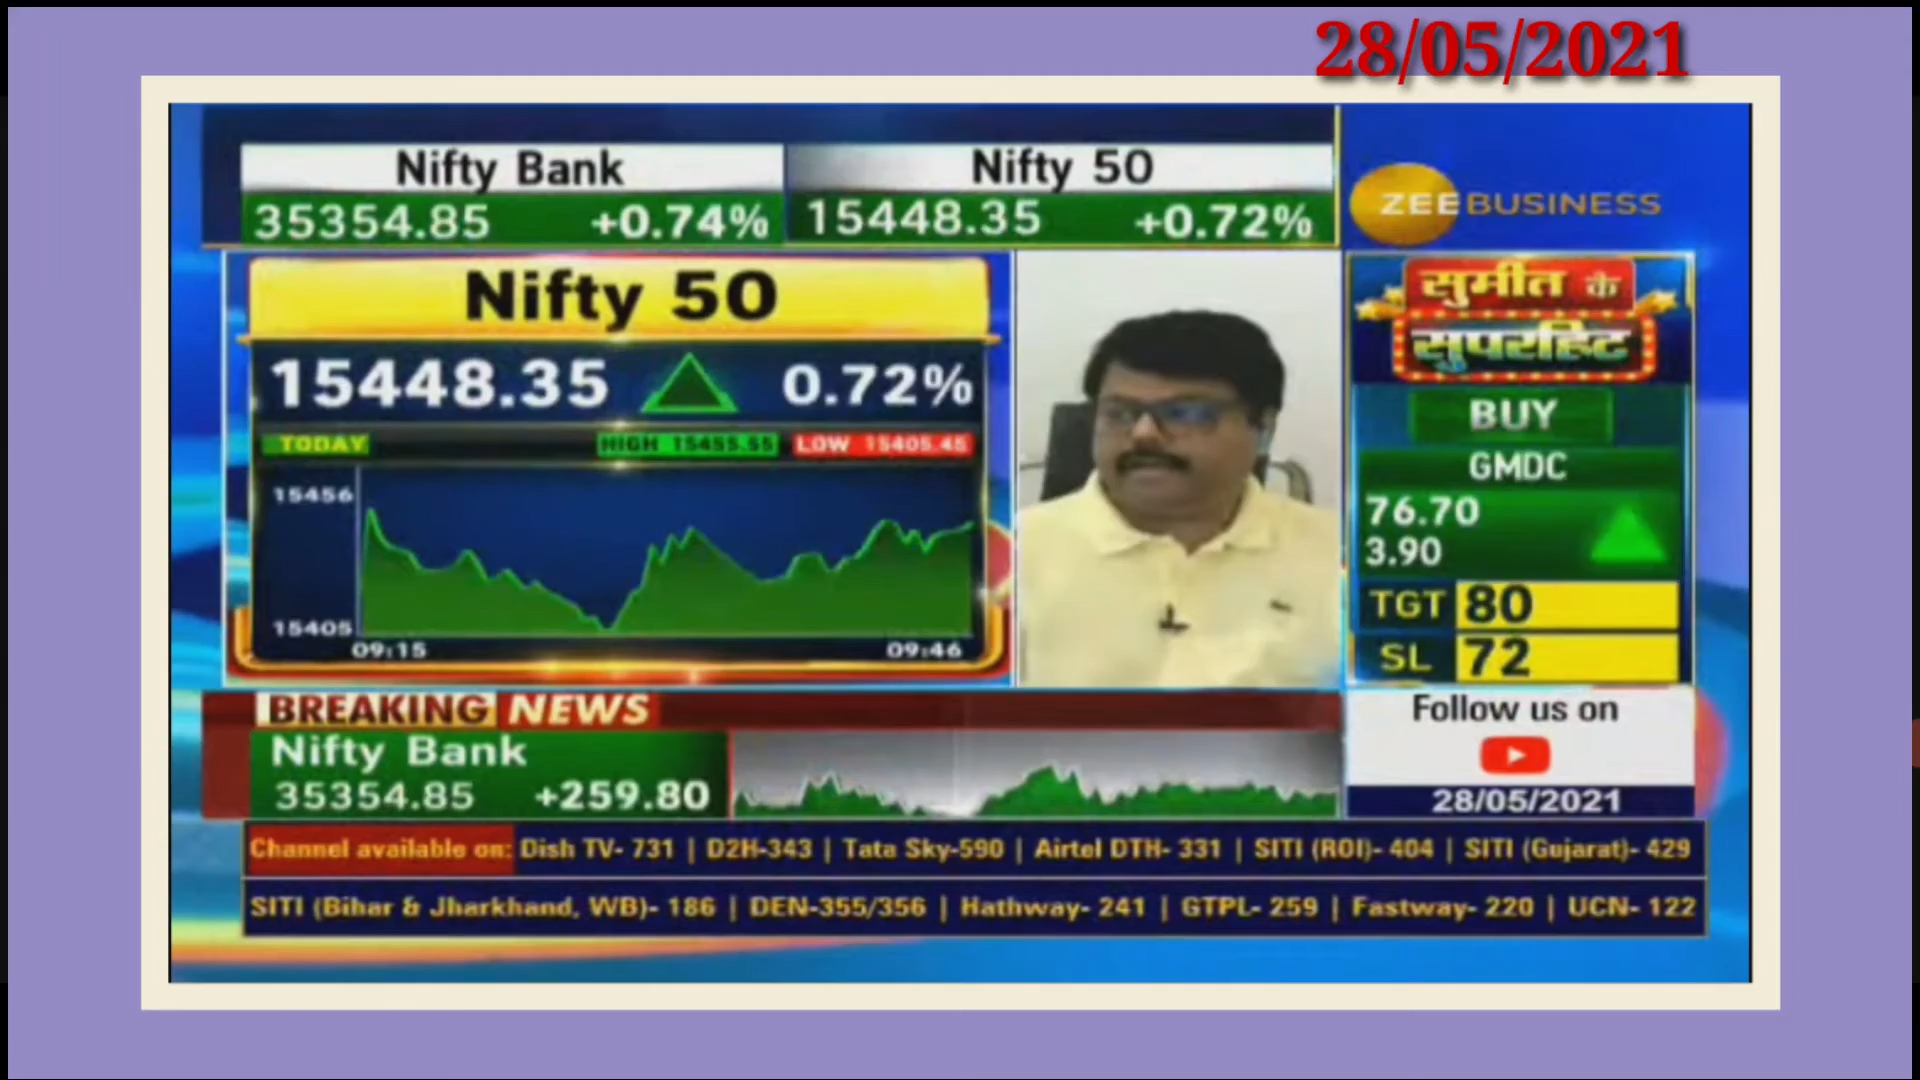 28/05/2021
Nifty Bank
35354.85 +0.74%
Nifty 50
15448.35 +0.72%
ZEEBUSINESS
Nifty 50
15448.35 0.72%
TODAY HIGH 15455.55 LOW 15405.45
15456
15405
09:15 09:46
सुमीत के
सुपरहिट
BUY
GMDC
76.70
3.90
TGT 80
SL 72
BREAKING NEWS
Nifty Bank
35354.85 +259.80
Follow us on
28/05/2021
Channel available on: Dish TV- 731 | D2H-343 | Tata Sky-590 | Airtel DTH- 331 | SITI (ROI)- 404 | SITI (Gujarat)- 429
SITI (Bihar & Jharkhand, WB)- 186 | DEN-355/356 | Hathway- 241 | GTPL- 259 | Fastway- 220 | UCN- 122